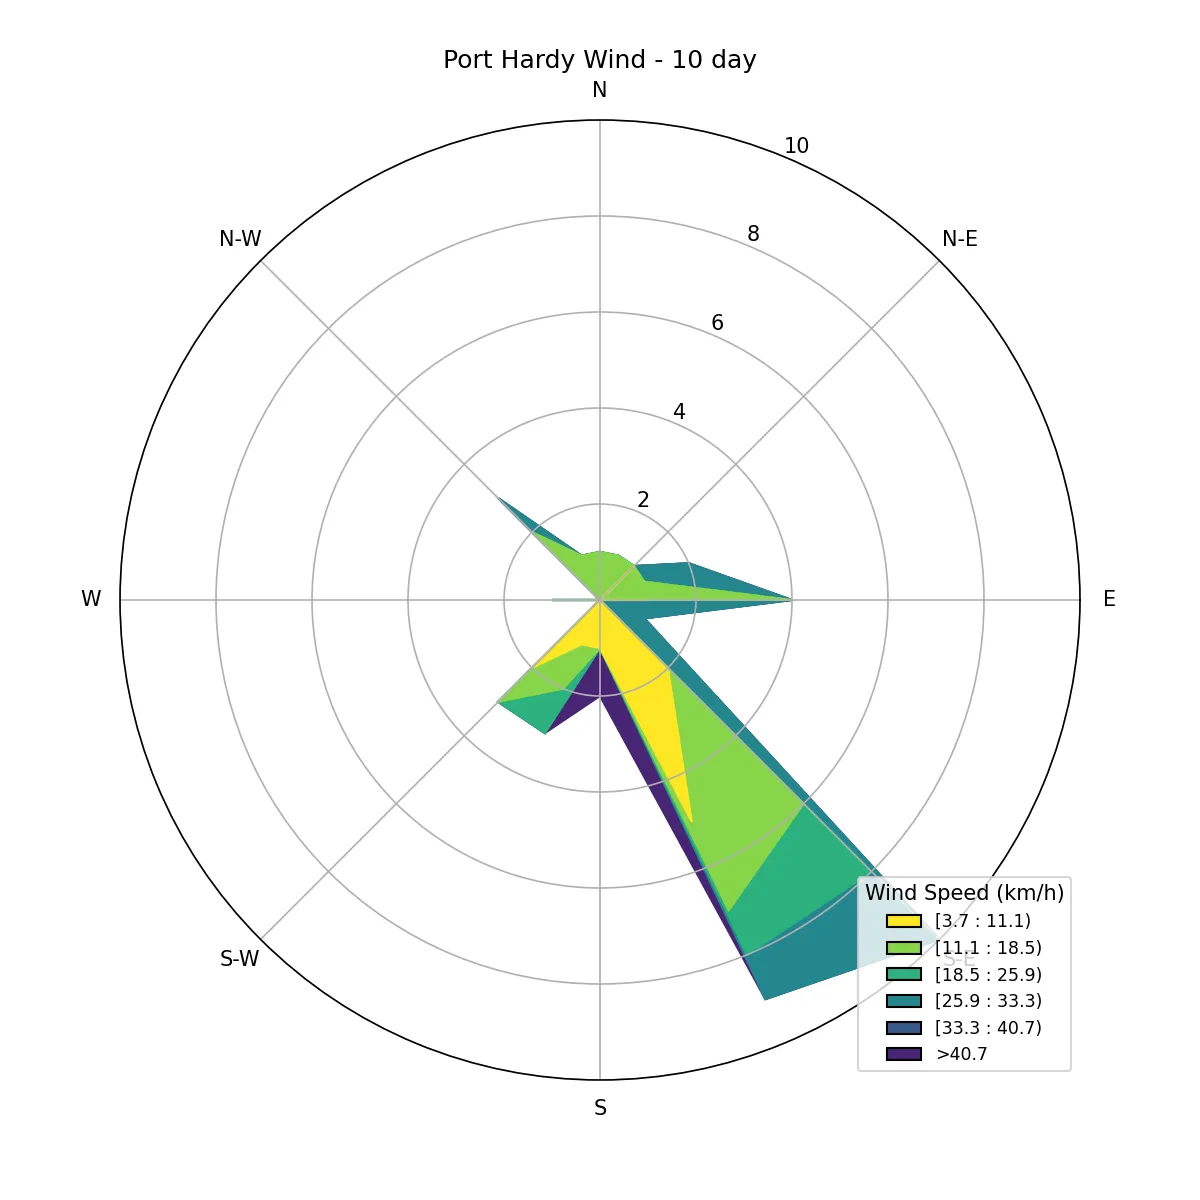 Port Hardy Wind - 10 day
N
10
N-W
N-E
8
6
4
2
W
E
Wind Speed (km/h)
[3.7 : 11.1)
[11.1 : 18.5)
[18.5 : 25.9)
[25.9 : 33.3)
[33.3 : 40.7)
>40.7
S-W
S-E
S